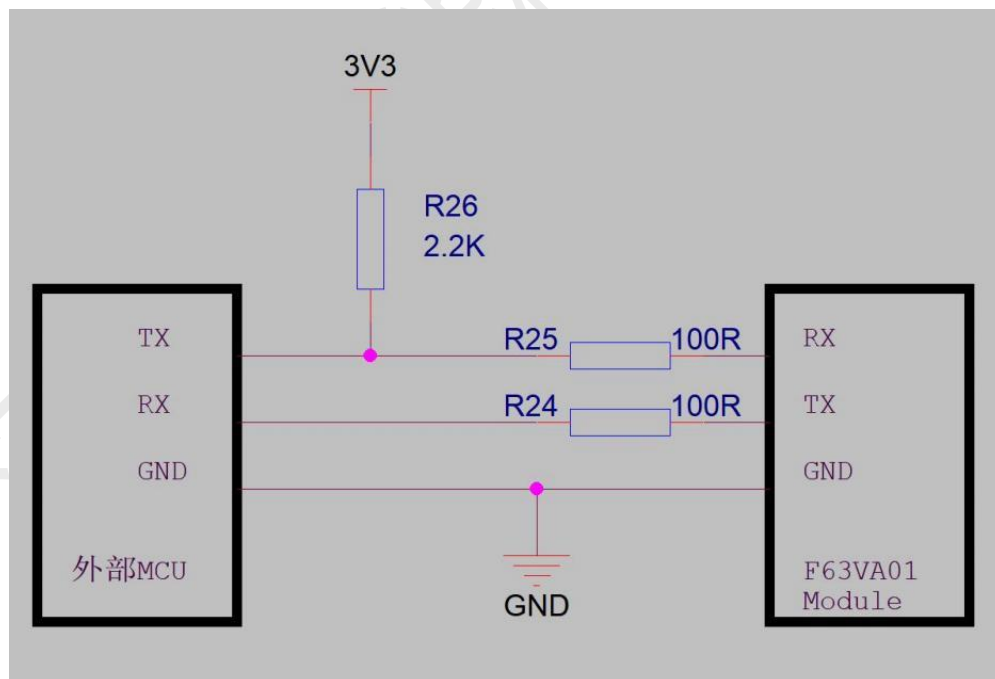 3V3
R26
2.2K
TX
R25
100R
RX
RX
R24
100R
TX
GND
GND
外部MCU
GND
F63VA01
Module